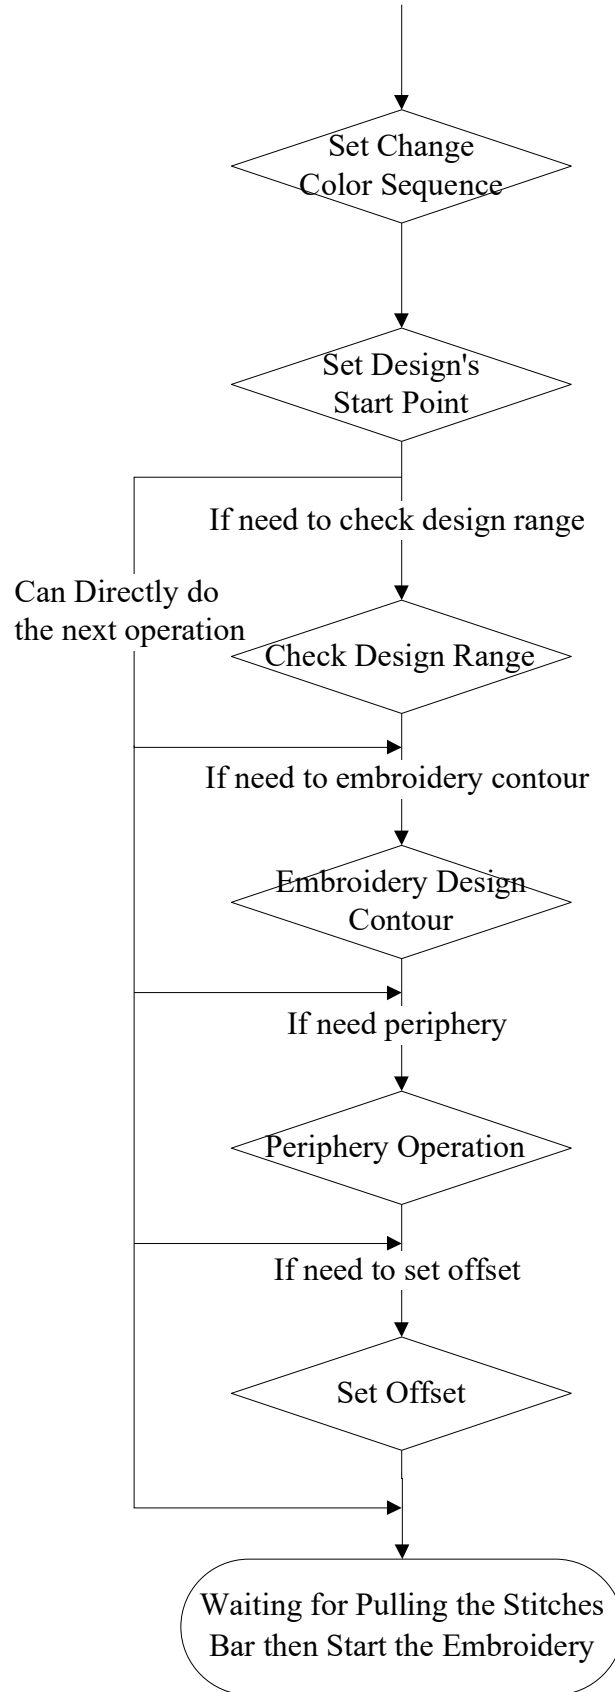 Set Change
Color Sequence
Set Design's
Start Point
If need to check design range
Can Directly do
the next operation
Check Design Range
If need to embroidery contour
Embroidery Design
Contour
If need periphery
Periphery Operation
If need to set offset
Set Offset
Waiting for Pulling the Stitches
Bar then Start the Embroidery